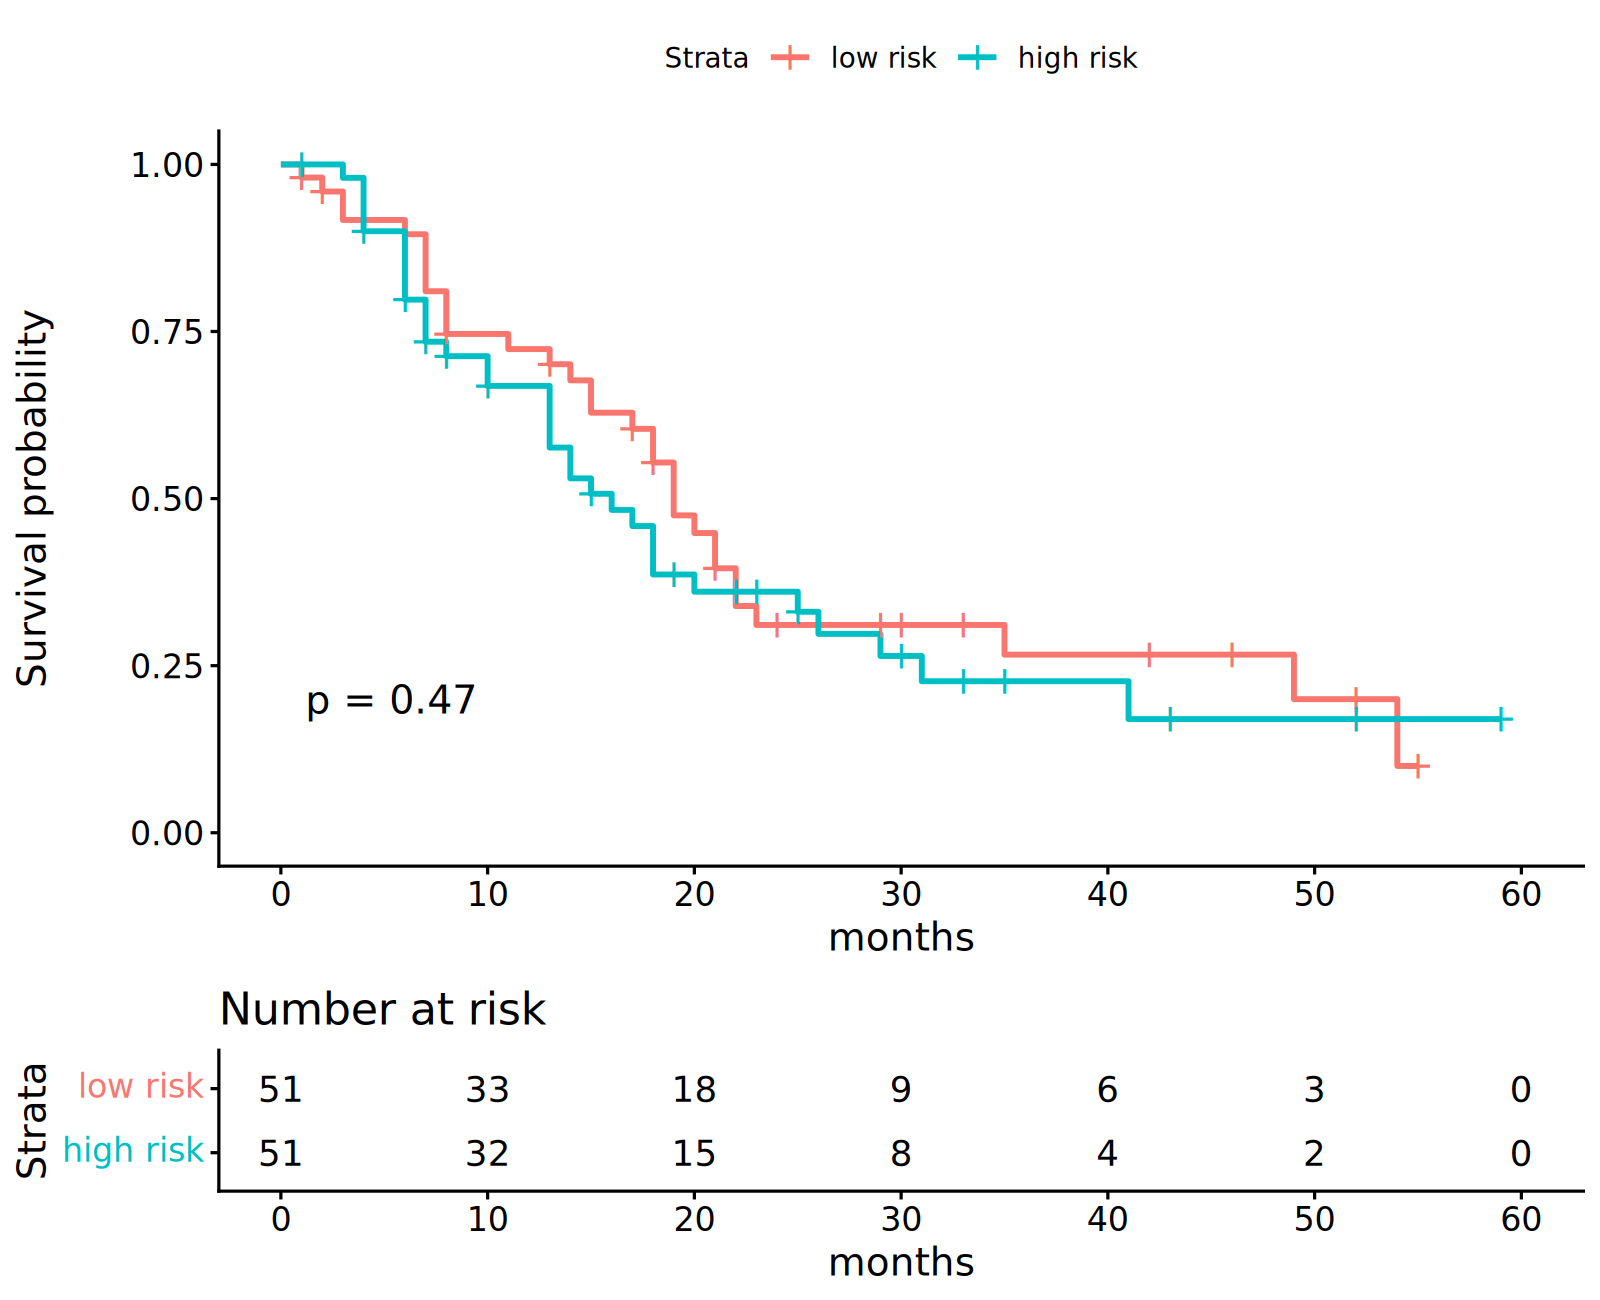 Strata low risk high risk
1.00
0.75
0.50
0.25
0.00
Survival probability
p = 0.47
0 10 20 30 40 50 60
months
Number at risk
Strata
low risk 51 33 18 9 6 3 0
high risk 51 32 15 8 4 2 0
0 10 20 30 40 50 60
months